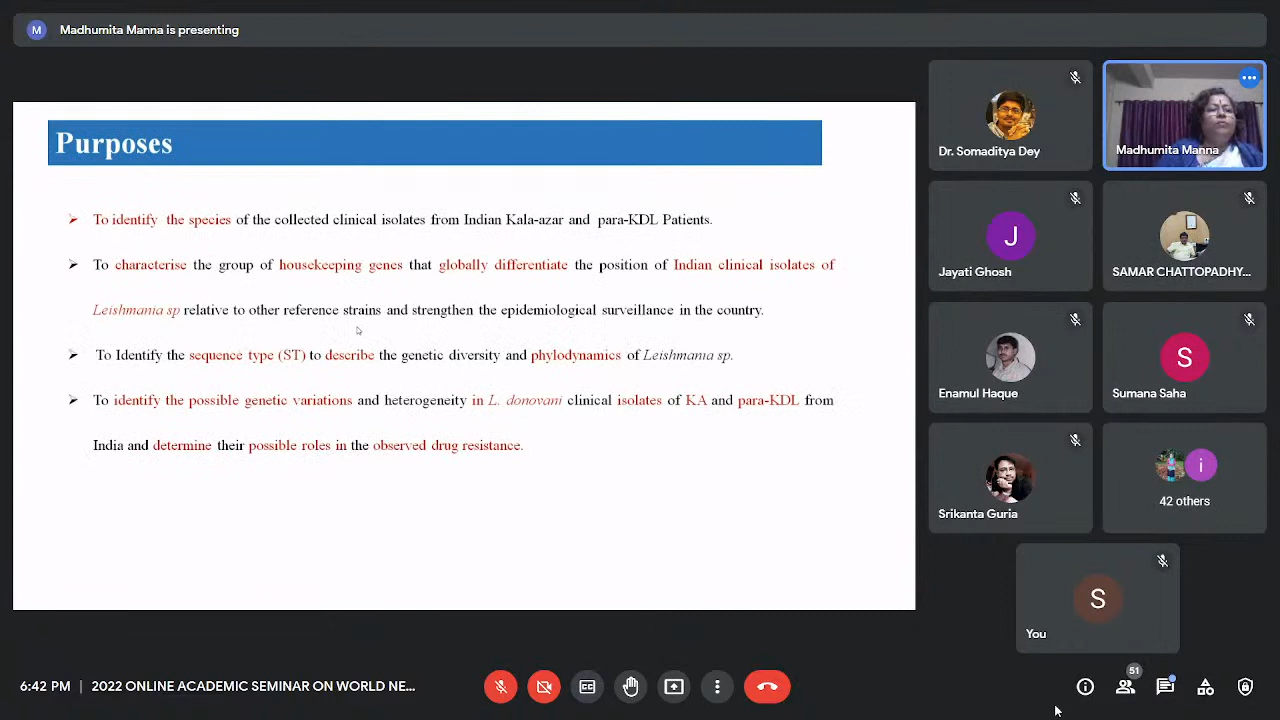 M Madhumita Manna is presenting
Purposes
➢ To identify the species of the collected clinical isolates from Indian Kala-azar and para-KDL Patients.
➢ To characterise the group of housekeeping genes that globally differentiate the position of Indian clinical isolates of
Leishmania sp relative to other reference strains and strengthen the epidemiological surveillance in the country.
➢ To Identify the sequence type (ST) to describe the genetic diversity and phylodynamics of Leishmania sp.
➢ To identify the possible genetic variations and heterogeneity in L. donovani clinical isolates of KA and para-KDL from
India and determine their possible roles in the observed drug resistance.
Dr. Somaditya Dey
Madhumita Manna
J
Jayati Ghosh
SAMAR CHATTOPADHY...
Enamul Haque
S
Sumana Saha
Srikanta Guria
i
42 others
S
You
6:42 PM | 2022 ONLINE ACADEMIC SEMINAR ON WORLD NE...
51